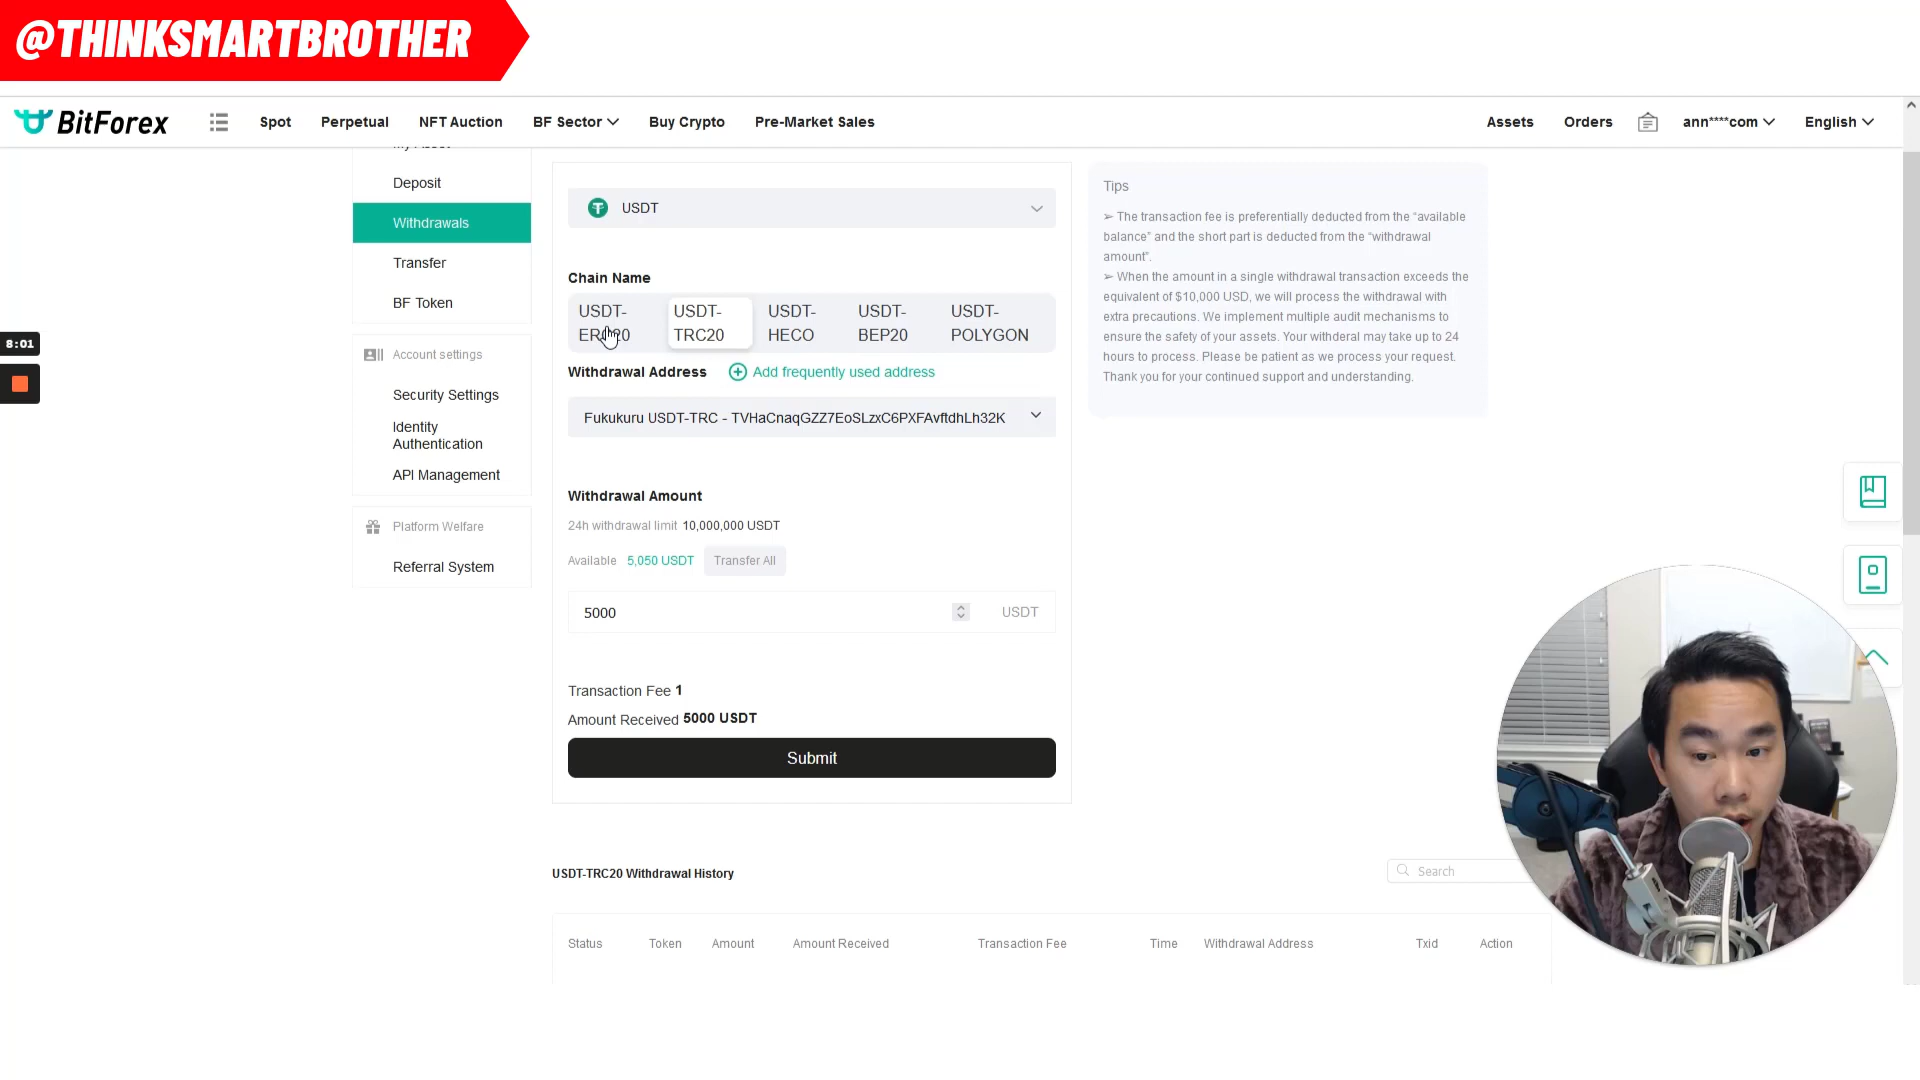 @THINKSMARTBROTHER
BitForex
Spot
Perpetual
NFT Auction
BF Sector
Buy Crypto
Pre-Market Sales
Assets
Orders
ann****com
English
Deposit
Withdrawals
Transfer
BF Token
Account settings
Security Settings
Identity
Authentication
API Management
Platform Welfare
Referral System
8:01
USDT
Chain Name
USDT-
ERC20
USDT-
TRC20
USDT-
HECO
USDT-
BEP20
USDT-
POLYGON
Withdrawal Address
Add frequently used address
Fukukuru USDT-TRC - TVHaCnaqGZZ7EoSLzxC6PXFAvftdhLh32K
Withdrawal Amount
24h withdrawal limit 10,000,000 USDT
Available 5,050 USDT Transfer All
5000 USDT
Transaction Fee 1
Amount Received 5000 USDT
Submit
Tips
➢ The transaction fee is preferentially deducted from the “available
balance” and the short part is deducted from the “withdrawal
amount”.
➢ When the amount in a single withdrawal transaction exceeds the
equivalent of $10,000 USD, we will process the withdrawal with
extra precautions. We implement multiple audit mechanisms to
ensure the safety of your assets. Your withderal may take up to 24
hours to process. Please be patient as we process your request.
Thank you for your continued support and understanding.
USDT-TRC20 Withdrawal History
Search
Status
Token
Amount
Amount Received
Transaction Fee
Time
Withdrawal Address
Txid
Action